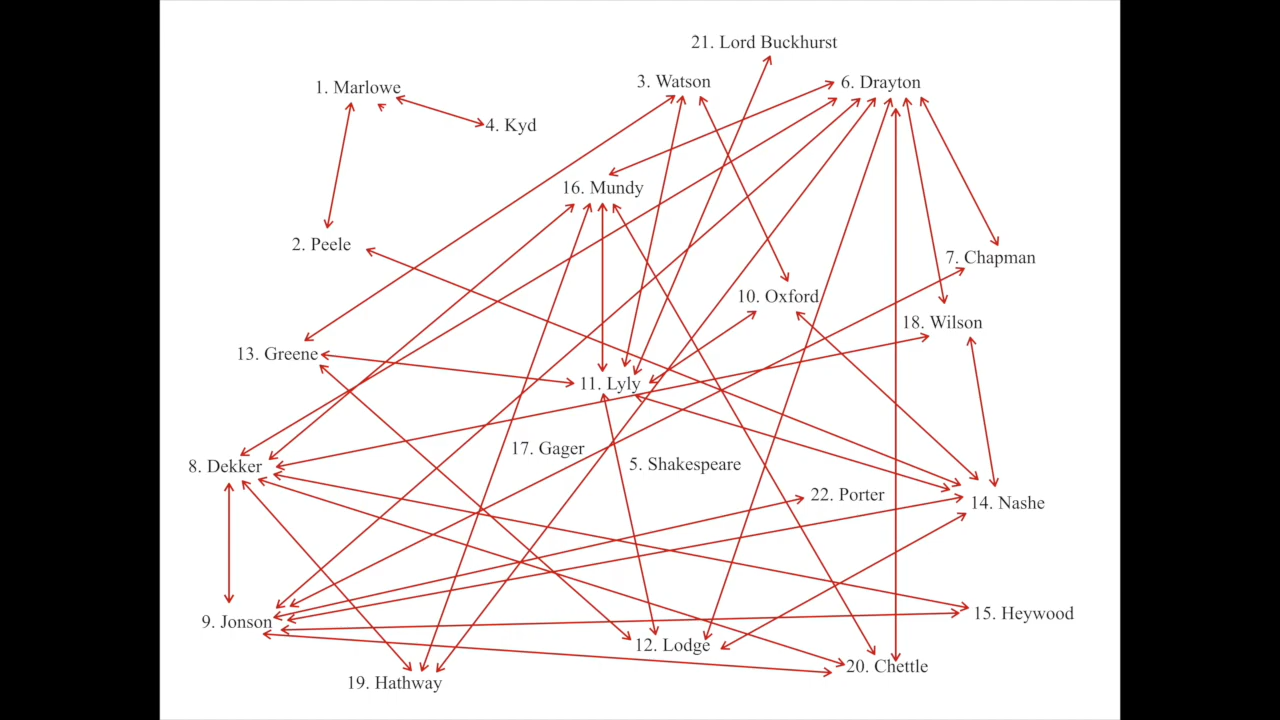 21. Lord Buckhurst
3. Watson
6. Drayton
1. Marlowe
4. Kyd
16. Mundy
2. Peele
7. Chapman
10. Oxford
18. Wilson
13. Greene
11. Lyly
17. Gager
5. Shakespeare
8. Dekker
22. Porter
14. Nashe
15. Heywood
9. Jonson
12. Lodge
20. Chettle
19. Hathway